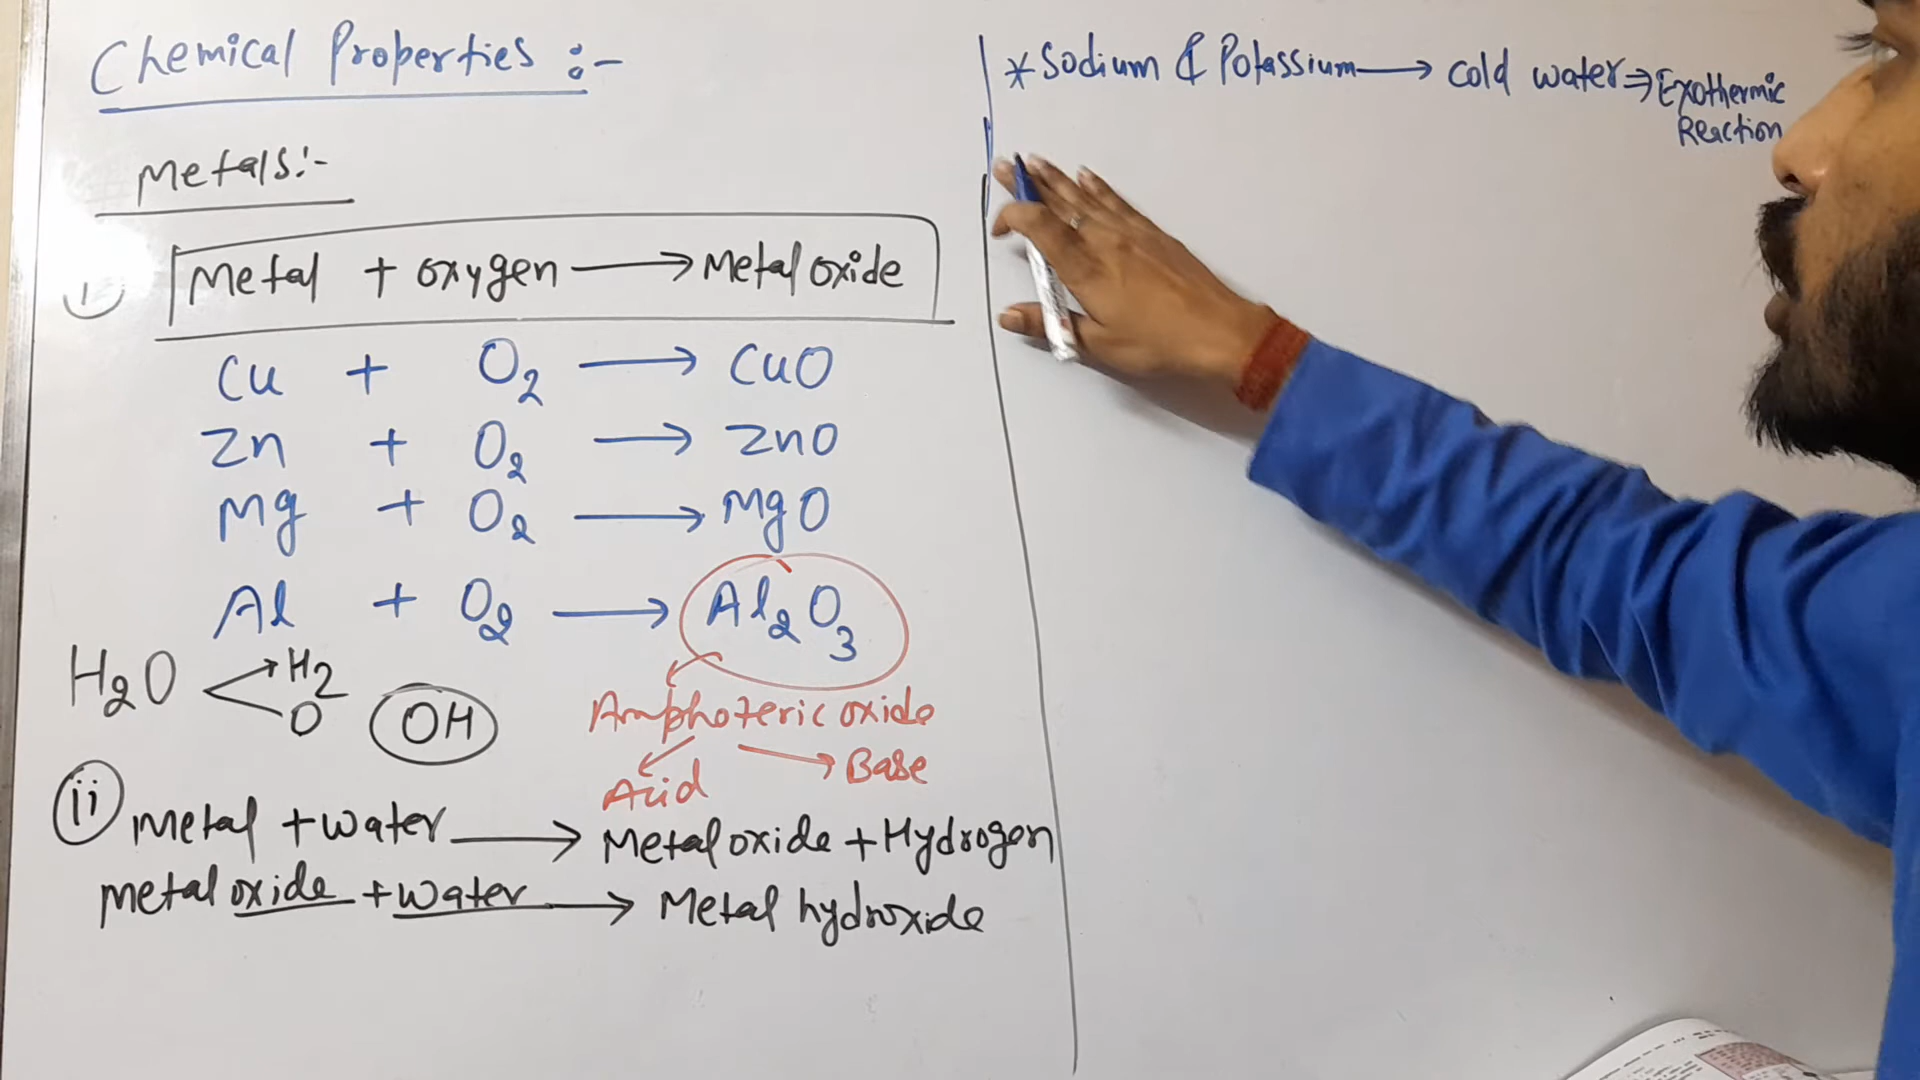 Chemical Properties :-
Metals:-
i) Metal + oxygen → Metal oxide
Cu + O2 → CuO
Zn + O2 → ZnO
Mg + O2 → MgO
Al + O2 → Al2O3
H2O H2 O OH
Amphoteric oxide
Acid Base
ii Metal + water → Metal oxide + Hydrogen
Metal oxide + water → Metal hydroxide
* Sodium & Potassium → cold water ⇒ Exothermic
Reaction